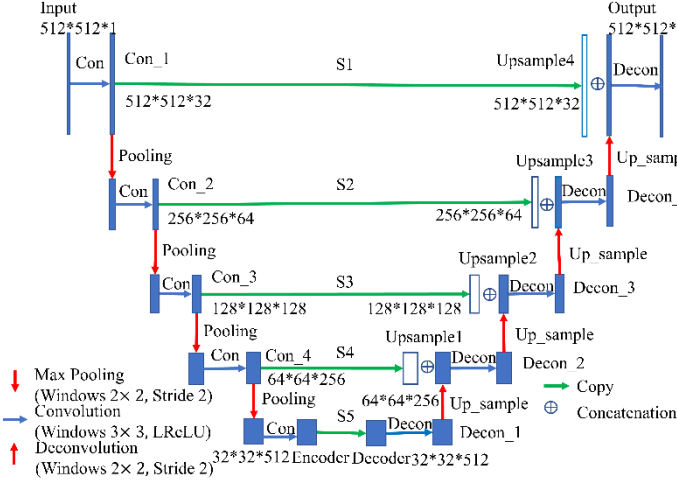 Input
Output
512*512*1
512*512*
Con
Con_1
S1
Upsample4
Decon
512*512*32
512*512*32
Pooling
Upsample3
Up_samp
Con
Con_2
S2
Decon
Decon_
256*256*64
256*256*64
Pooling
Upsample2
Up_sample
Con
Con_3
S3
Decon
Decon_3
128*128*128
128*128*128
Pooling
Upsample1
Up_sample
Con
Con_4
S4
Decon
Decon_2
64*64*256
64*64*256
Max Pooling
(Windows 2× 2, Stride 2)
Pooling
Up_sample
Copy
Convolution
(Windows 3× 3, LReLU)
Con
S5
Decon
Decon_1
Concatenation
Deconvolution
(Windows 2× 2, Stride 2)
32*32*512
Encoder
Decoder
32*32*512